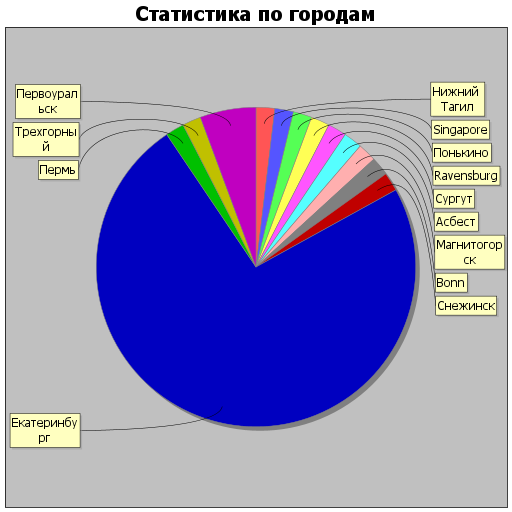 Статистика по городам
Нижний
Тагил
Singapore
Понькино
Ravensburg
Сургут
Асбест
Магнитогор
ск
Bonn
Снежинск
Екатеринбу
рг
Пермь
Трехгорны
й
Первоурал
ьск